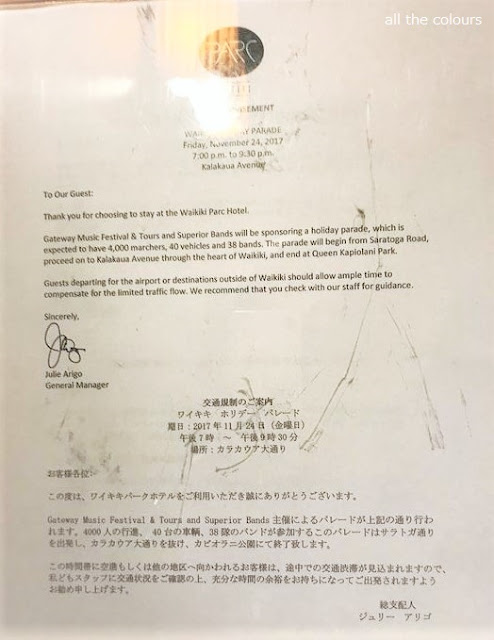 all the colours
PARC
PARADE
Friday, November 24, 2017
7:00 p.m. to 9:30 p.m.
Kalakaua Avenue
To Our Guest:
Thank you for choosing to stay at the Waikiki Parc Hotel.
Gateway Music Festival & Tours and Superior Bands will be sponsoring a holiday parade, which is
expected to have 4,000 marchers, 40 vehicles and 38 bands. The parade will begin from Saratoga Road,
proceed on to Kalakaua Avenue through the heart of Waikiki, and end at Queen Kapiolani Park.
Guests departing for the airport or destinations outside of Waikiki should allow ample time to
compensate for the limited traffic flow. We recommend that you check with our staff for guidance.
Sincerely,
Julie Arigo
General Manager
交通規制のご案内
ワイキキ ホリデー パレード
期日：2017年11月24日（金曜日）
午後7時 ～ 午後9時30分
場所：カラカウア大通り
お客様各位：
この度は、ワイキキパークホテルをご利用いただき誠にありがとうございます。
Gateway Music Festival & Tours and Superior Bands 主催によるパレードが上記の通り行わ
れます。4000人の行進、40台の車輌、38隊のバンドが参加するこのパレードはサラトガ通り
を出発し、カラカウア大通りを抜け、カピオラニ公園にて終了致します。
この時間帯に空港もしくは他の地区へ向かわれるお客様は、途中での交通渋滞が見込まれますので、
私どもスタッフに交通状況をご確認の上、充分な時間の余裕をお持ちになってご出発されますよう
お勧め申し上げます。
総支配人
ジュリー アリゴ